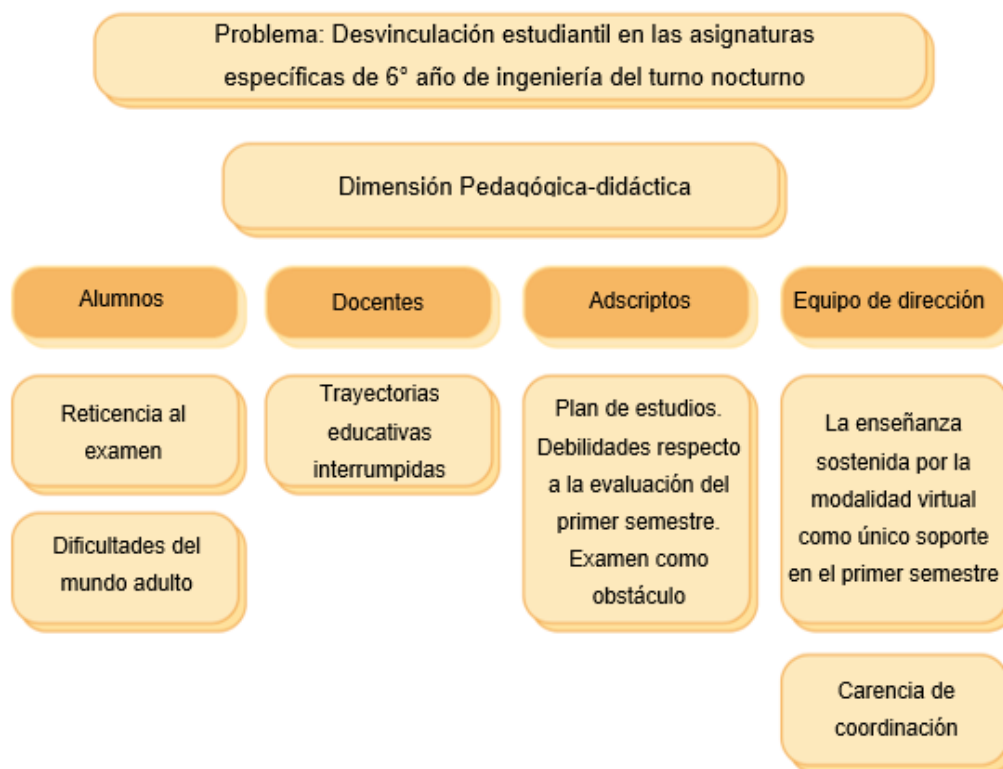 Problema: Desvinculación estudiantil en las asignaturas
específicas de 6° año de ingeniería del turno nocturno
Dimensión Pedagógica-didáctica
Alumnos
Docentes
Adscriptos
Equipo de dirección
Reticencia al
examen
Dificultades del
mundo adulto
Trayectorias
educativas
interrumpidas
Plan de estudios.
Debilidades respecto
a la evaluación del
primer semestre.
Examen como
obstáculo
La enseñanza
sostenida por la
modalidad virtual
como único soporte
en el primer semestre
Carencia de
coordinación